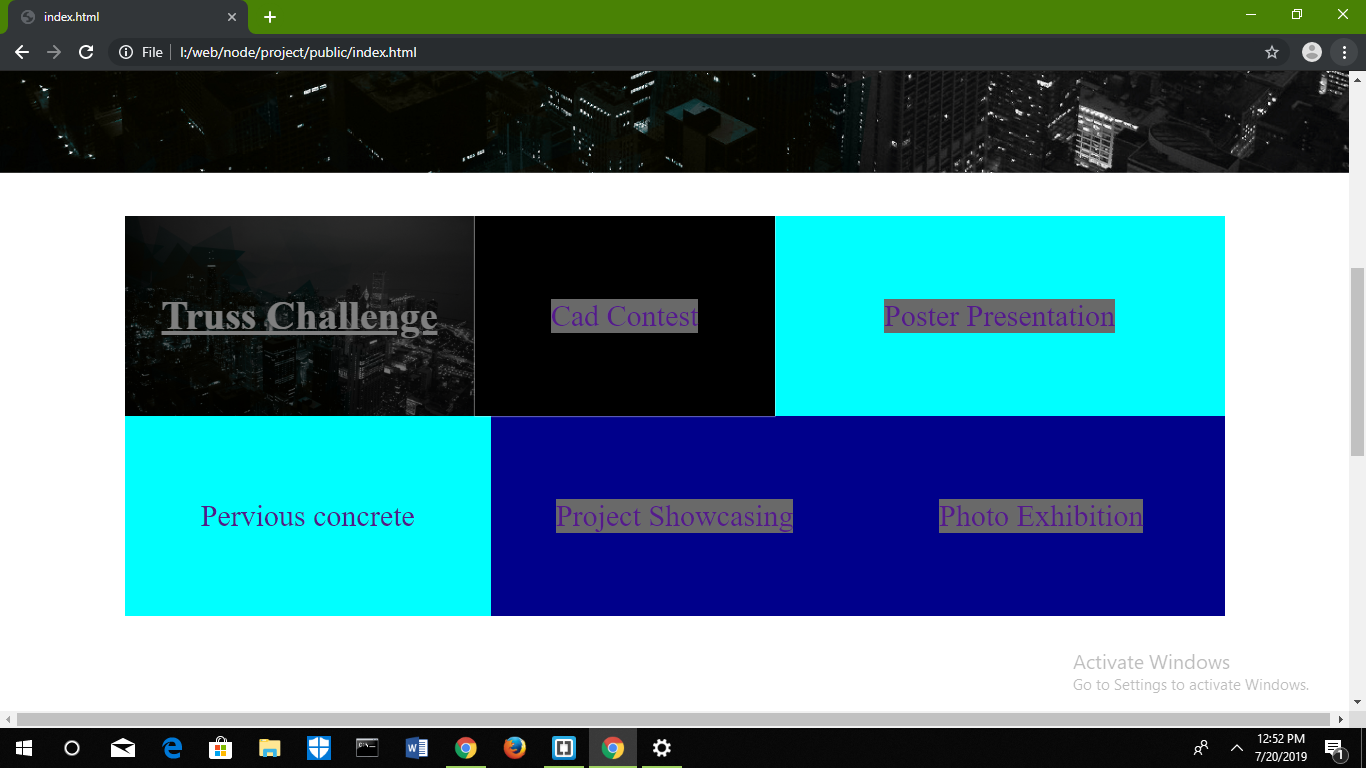 index.html
File
I:/web/node/project/public/index.html
Truss Challenge
Cad Contest
Poster Presentation
Pervious concrete
Project Showcasing
Photo Exhibition
Activate Windows
Go to Settings to activate Windows.
12:52 PM
7/20/2019
1